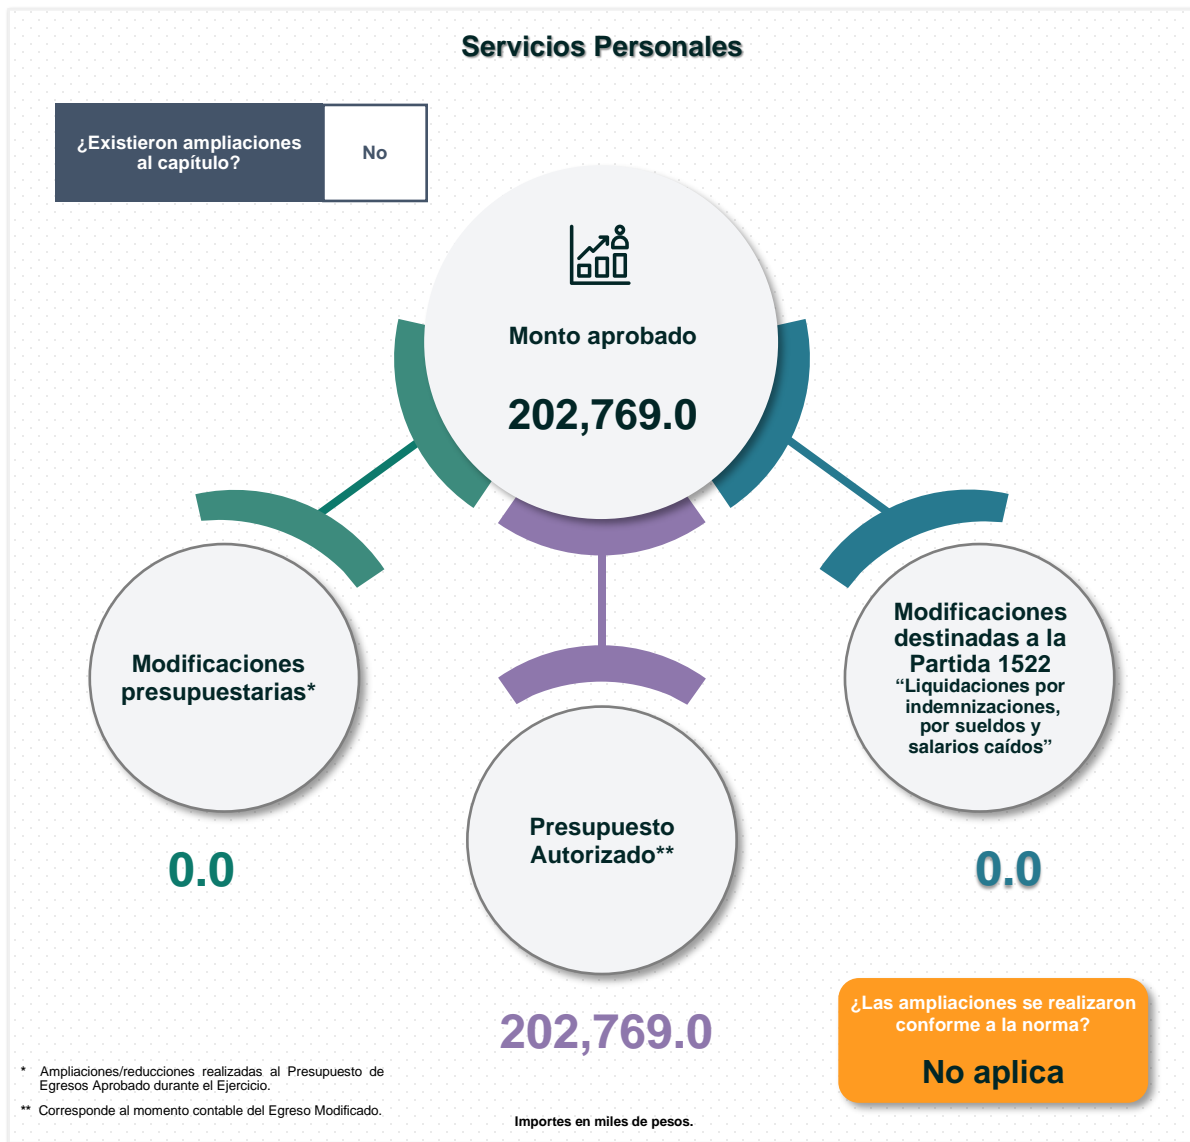 Servicios Personales
¿Existieron ampliaciones
al capítulo?
No
Monto aprobado
202,769.0
Modificaciones
presupuestarias*
0.0
Presupuesto
Autorizado**
202,769.0
Modificaciones
destinadas a la
Partida 1522
“Liquidaciones por
indemnizaciones,
por sueldos y
salarios caídos”
0.0
¿Las ampliaciones se realizaron
conforme a la norma?
No aplica
* Ampliaciones/reducciones realizadas al Presupuesto de
Egresos Aprobado durante el Ejercicio.
** Corresponde al momento contable del Egreso Modificado.
Importes en miles de pesos.